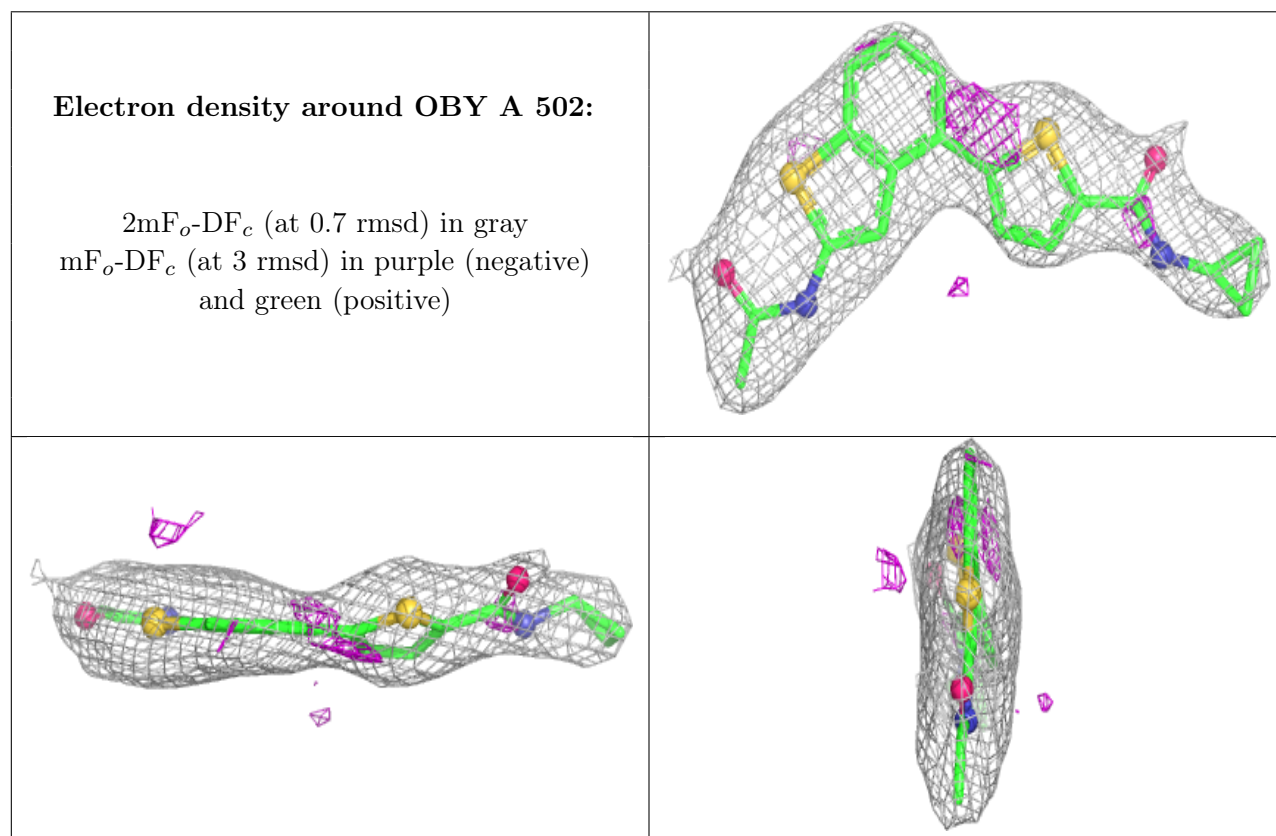 Electron density around OBY A 502:
2mFo-DFc (at 0.7 rmsd) in gray
mFo-DFc (at 3 rmsd) in purple (negative)
and green (positive)